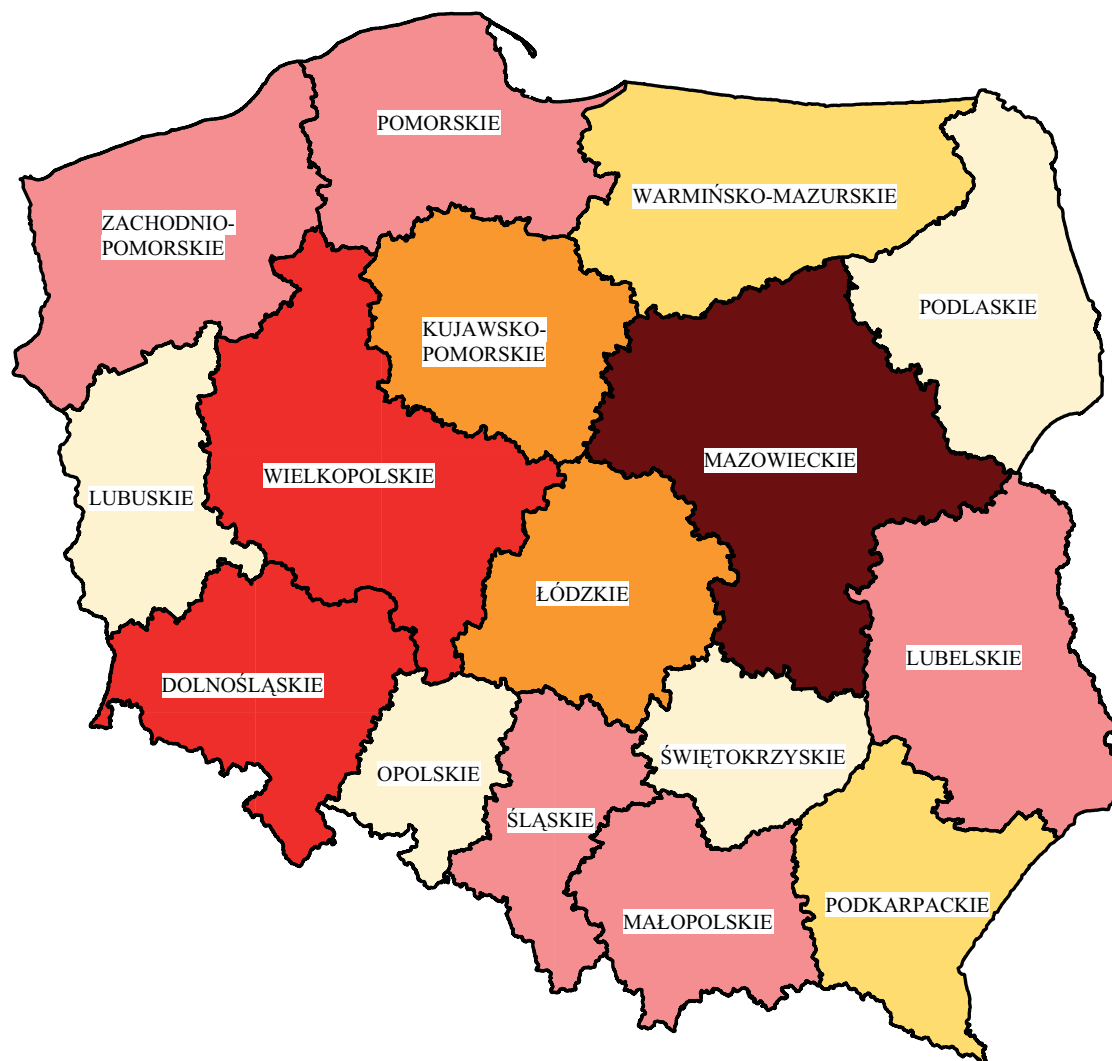 POMORSKIE
WARMIŃSKO-MAZURSKIE
ZACHODNIO-
POMORSKIE
PODLASKIE
KUJAWSKO-
POMORSKIE
MAZOWIECKIE
WIELKOPOLSKIE
LUBUSKIE
ŁÓDZKIE
LUBELSKIE
DOLNOŚLĄSKIE
ŚWIĘTOKRZYSKIE
OPOLSKIE
ŚLĄSKIE
PODKARPACKIE
MAŁOPOLSKIE